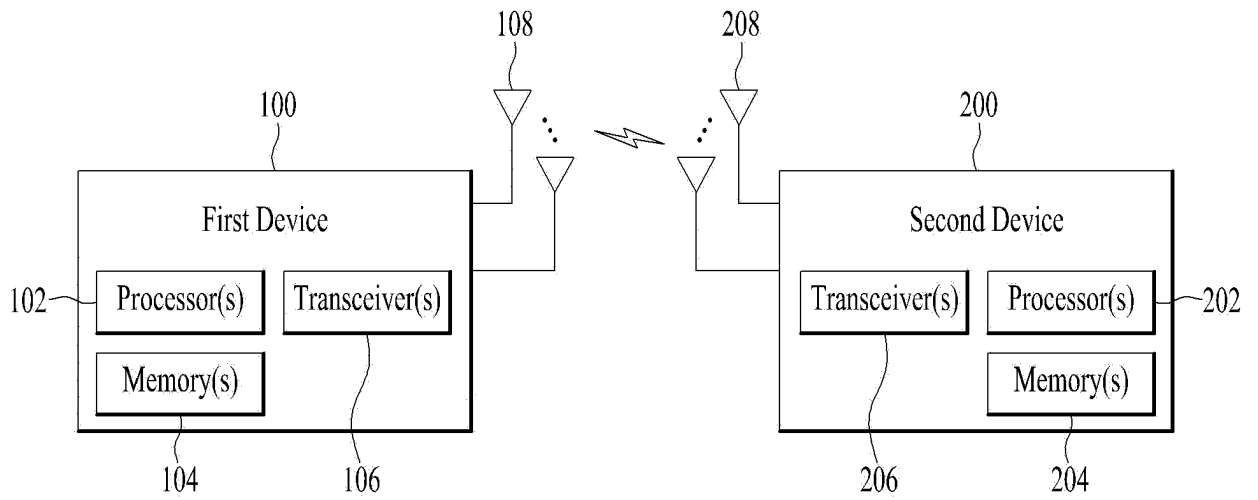 108 208
100 200
First Device Second Device
102 Processor(s) Transceiver(s) Transceiver(s) Processor(s) 202
Memory(s) Memory(s)
104 106 206 204